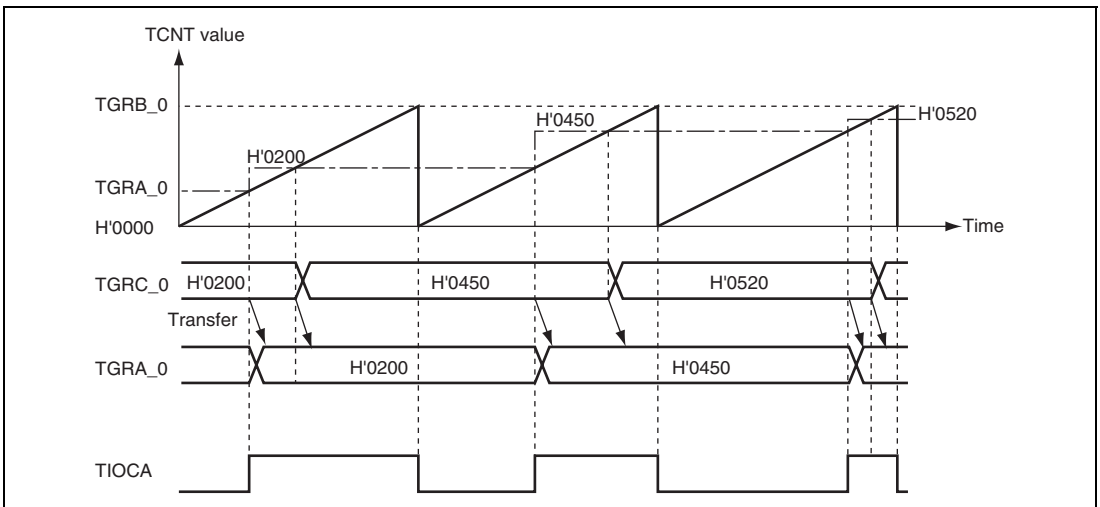 TCNT value
TGRB_0
H'0520
H'0450
H'0200
TGRA_0
H'0000
Time
TGRC_0 H'0200 H'0450 H'0520
Transfer
TGRA_0 H'0200 H'0450
TIOCA